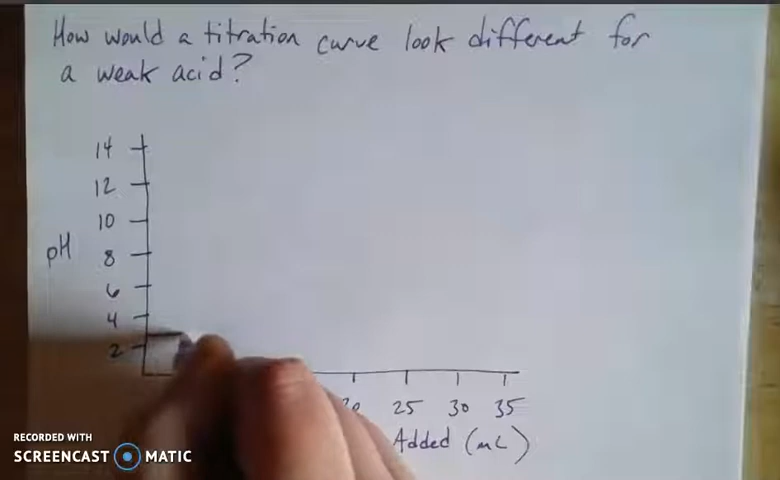 How would a titration curve look different for
a weak acid?
14
12
10
pH 8
6
4
2
25 30 35
Added (mL)
RECORDED WITH
SCREENCAST MATIC